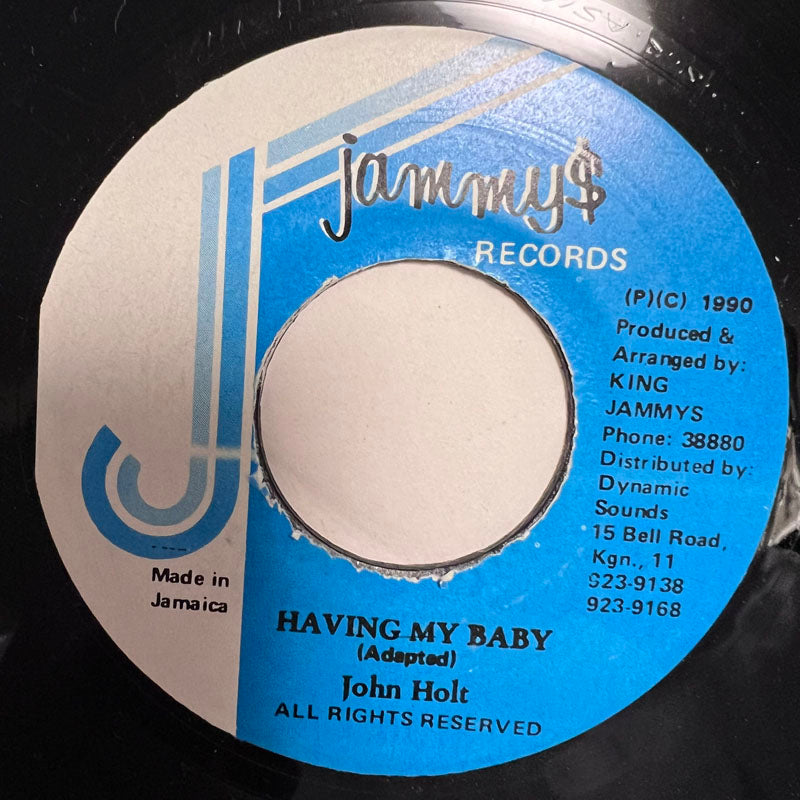 jammy$
RECORDS
(P)(C) 1990
Produced &
Arranged by:
KING
JAMMYS
Phone: 38880
Distributed by:
Dynamic
Sounds
15 Bell Road,
Kgn., 11
923-9138
923-9168
Made in
Jamaica
HAVING MY BABY
(Adapted)
John Holt
ALL RIGHTS RESERVED